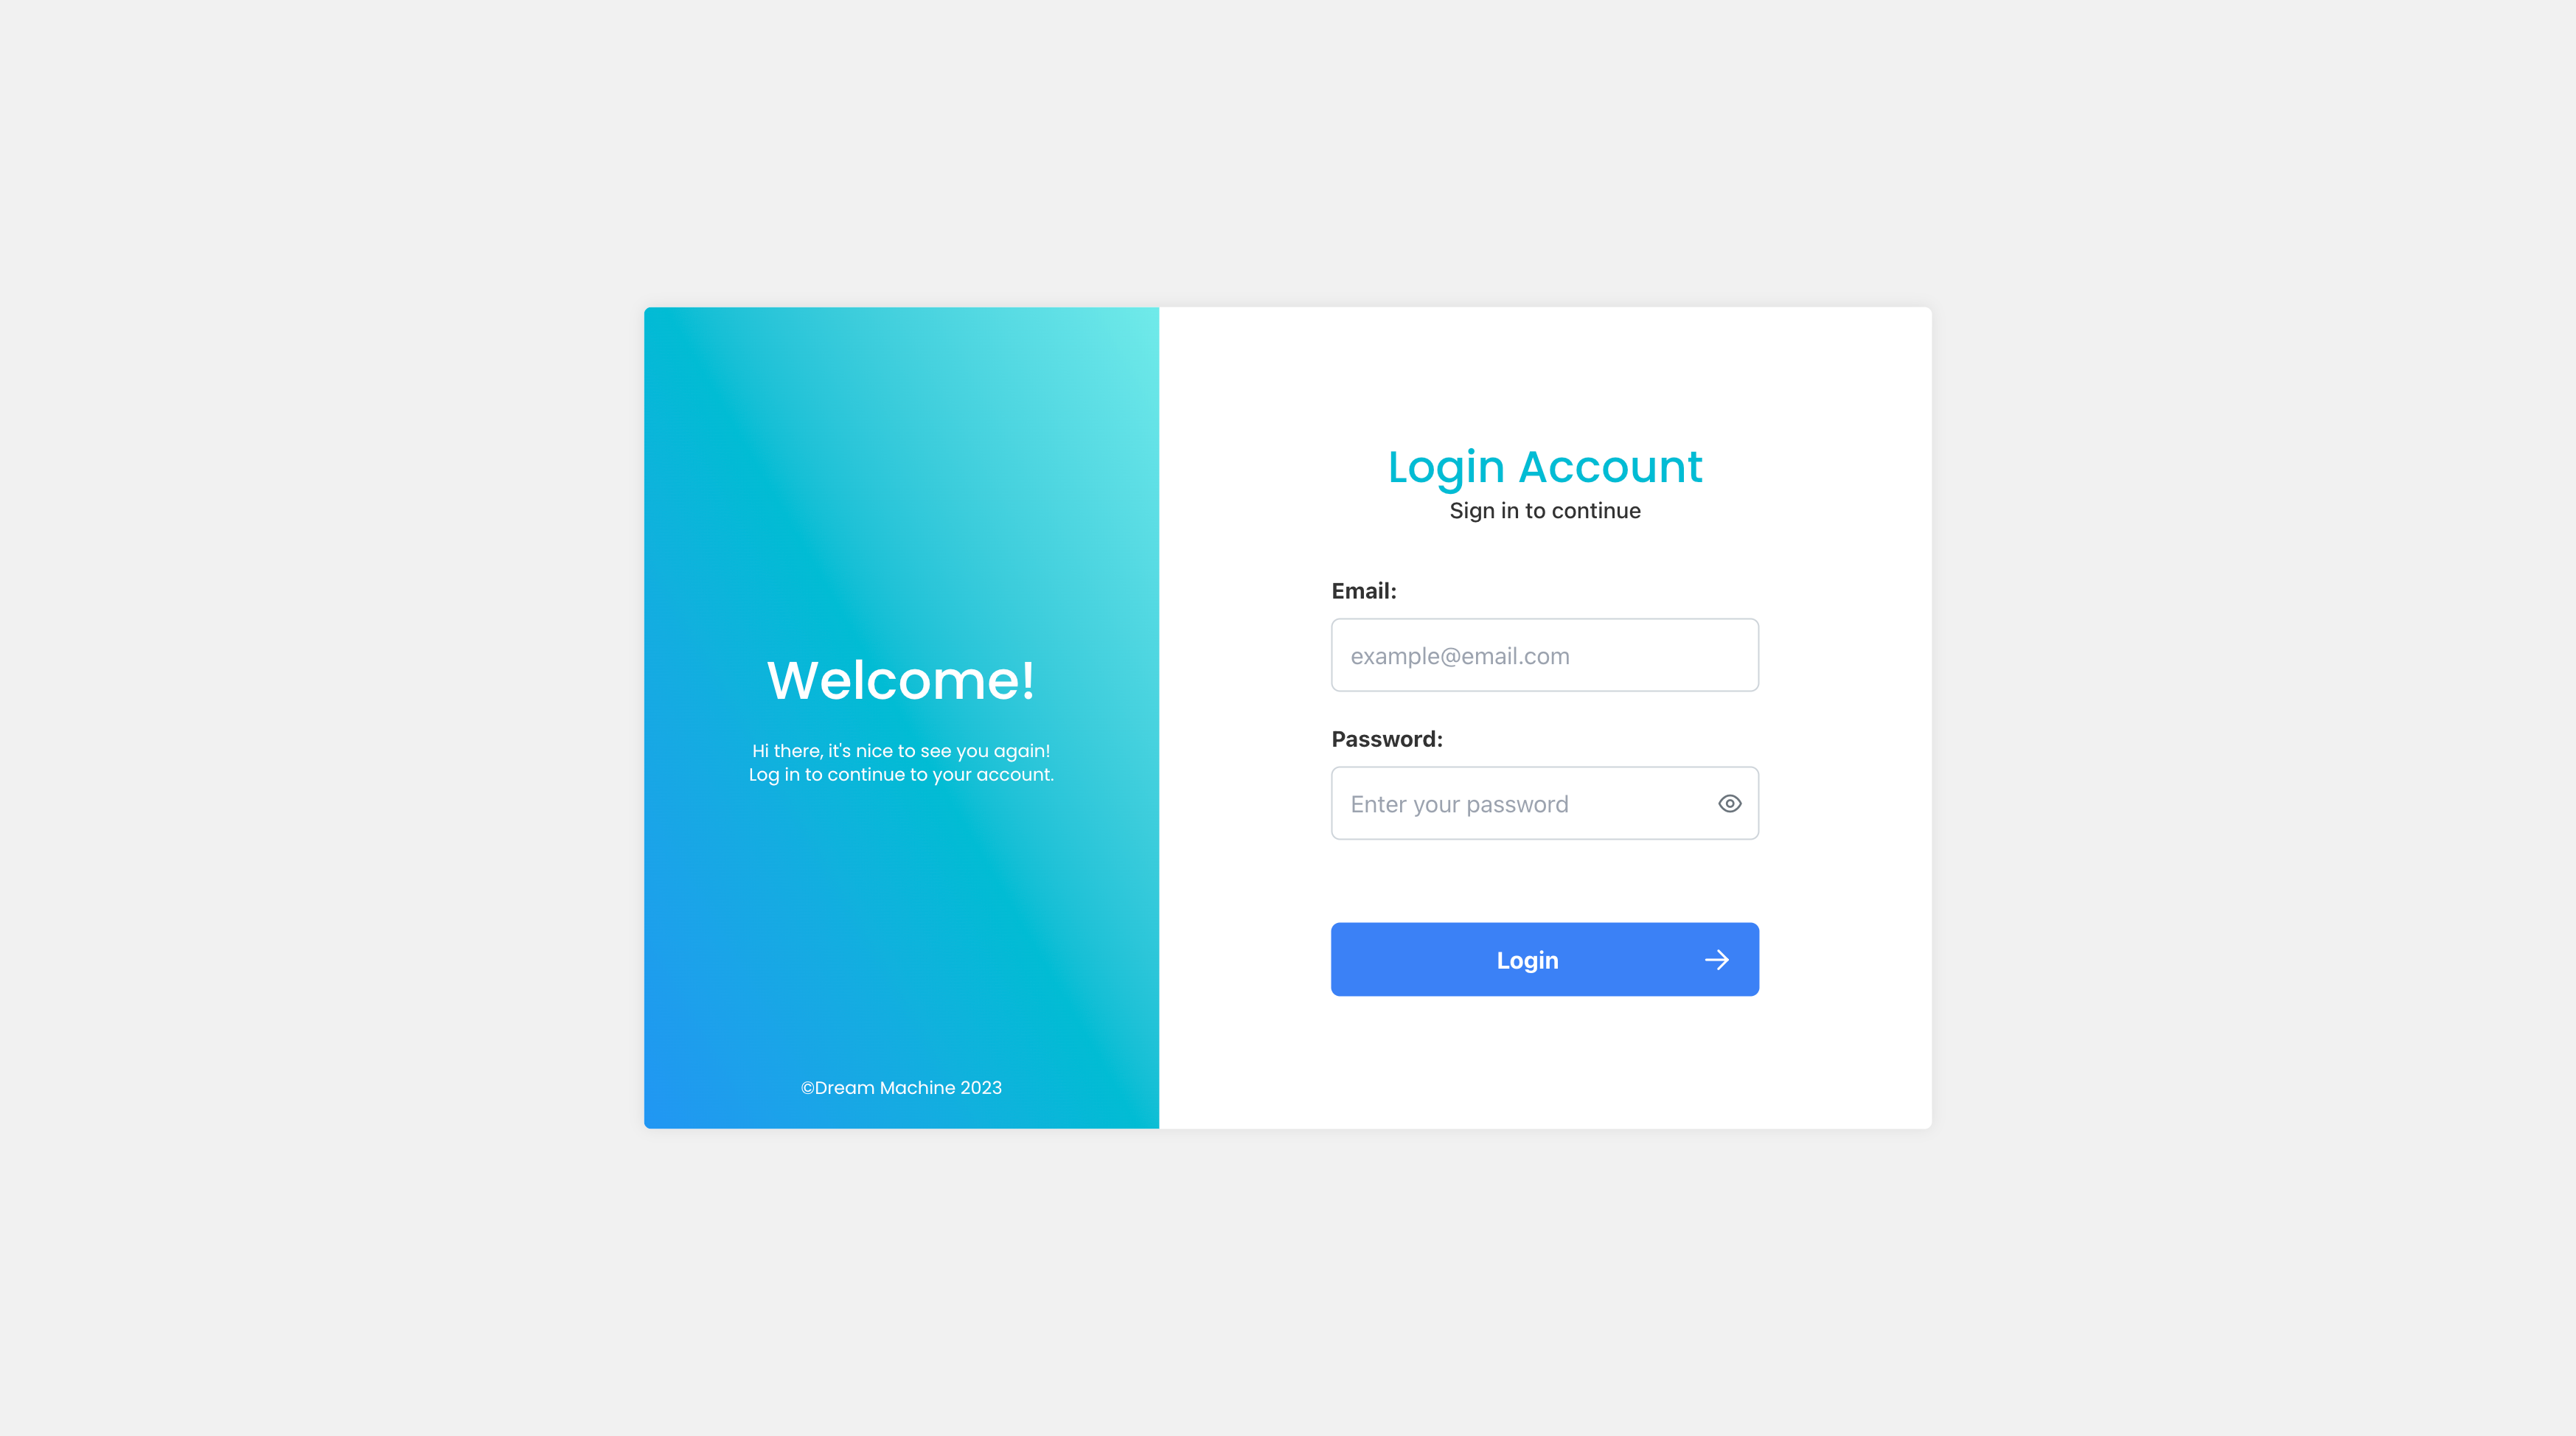 Welcome!
Hi there, it's nice to see you again!
Log in to continue to your account.
©Dream Machine 2023
Login Account
Sign in to continue
Email:
example@email.com
Password:
Enter your password
Login